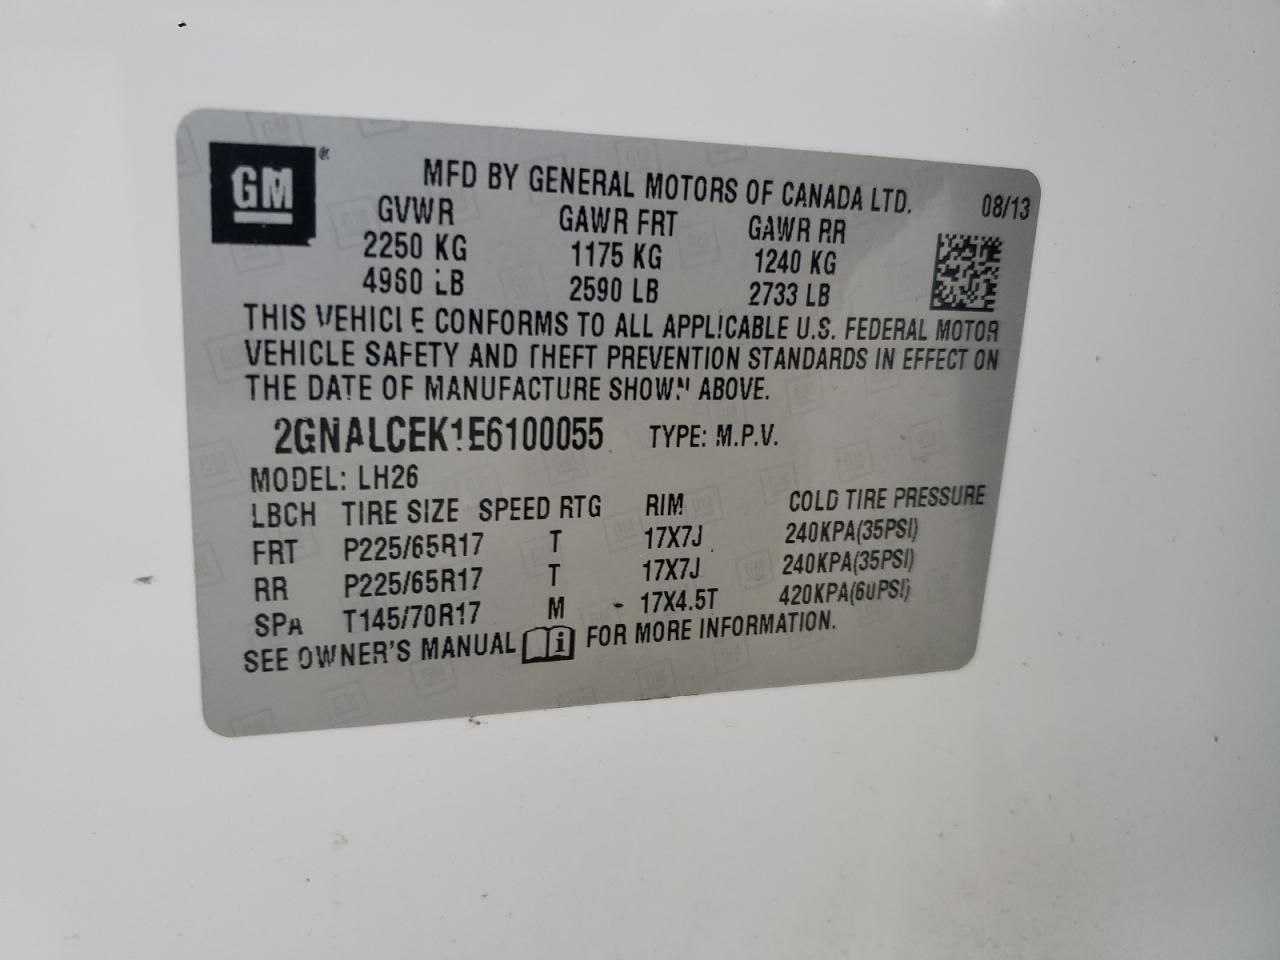 GM ®
MFD BY GENERAL MOTORS OF CANADA LTD. 08/13
GVWR GAWR FRT GAWR RR
2250 KG 1175 KG 1240 KG
4960 LB 2590 LB 2733 LB
THIS VEHICLE CONFORMS TO ALL APPLICABLE U.S. FEDERAL MOTOR
VEHICLE SAFETY AND THEFT PREVENTION STANDARDS IN EFFECT ON
THE DATE OF MANUFACTURE SHOWN ABOVE.
2GNALCEK1E6100055 TYPE: M.P.V.
MODEL: LH26
LBCH TIRE SIZE SPEED RTG RIM COLD TIRE PRESSURE
FRT P225/65R17 T 17X7J 240KPA(35PSI)
RR P225/65R17 T 17X7J 240KPA(35PSI)
SPA T145/70R17 M 17X4.5T 420KPA(60PSI)
SEE OWNER'S MANUAL i FOR MORE INFORMATION.